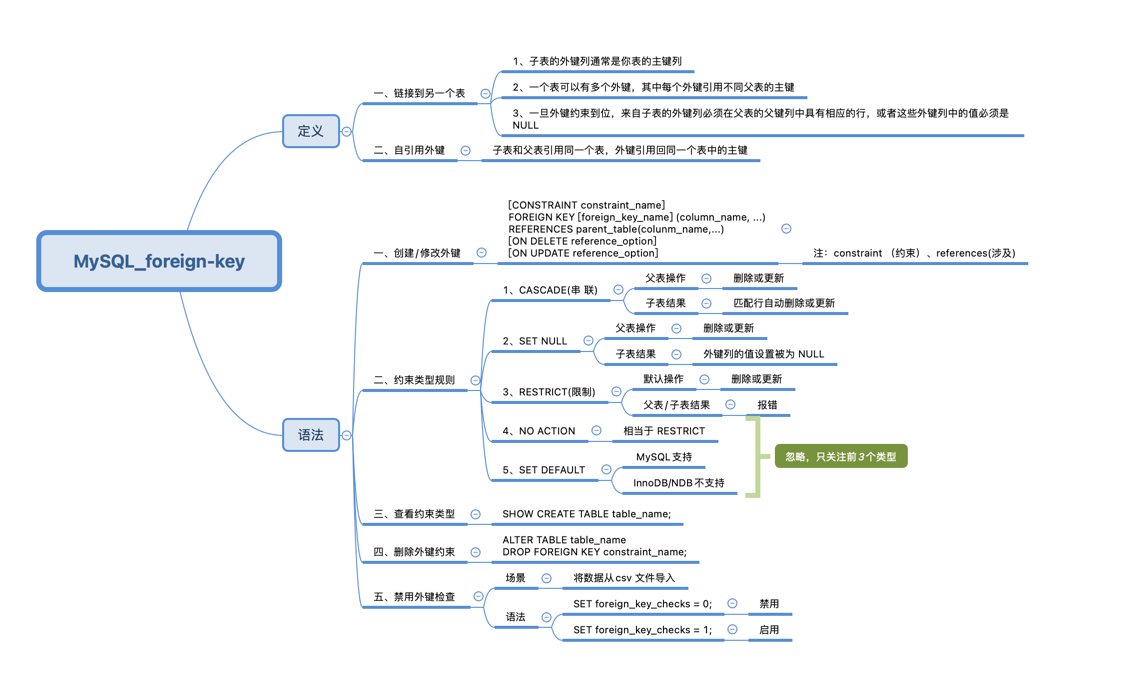 MySQL_foreign-key
定义
一、链接到另一个表
1、子表的外键列通常是你表的主键列
2、一个表可以有多个外键，其中每个外键引用不同父表的主键
3、一旦外键约束到位，来自子表的外键列必须在父表的父键列中具有相应的行，或者这些外键列中的值必须是
NULL
二、自引用外键
子表和父表引用同一个表，外键引用回同一个表中的主键
语法
一、创建/修改外键
[CONSTRAINT constraint_name]
FOREIGN KEY [foreign_key_name] (column_name, ...)
REFERENCES parent_table(colunm_name,...)
[ON DELETE reference_option]
[ON UPDATE reference_option]
注：constraint （约束）、references(涉及)
二、约束类型规则
1、CASCADE(串 联)
父表操作
删除或更新
子表结果
匹配行自动删除或更新
2、SET NULL
父表操作
删除或更新
子表结果
外键列的值设置被为 NULL
3、RESTRICT(限制)
默认操作
删除或更新
父表/子表结果
报错
4、NO ACTION
相当于 RESTRICT
5、SET DEFAULT
MySQL支持
InnoDB/NDB不支持
忽略，只关注前3个类型
三、查看约束类型
SHOW CREATE TABLE table_name;
四、删除外键约束
ALTER TABLE table_name
DROP FOREIGN KEY constraint_name;
五、禁用外键检查
场景
将数据从csv 文件导入
语法
SET foreign_key_checks = 0;
禁用
SET foreign_key_checks = 1;
启用